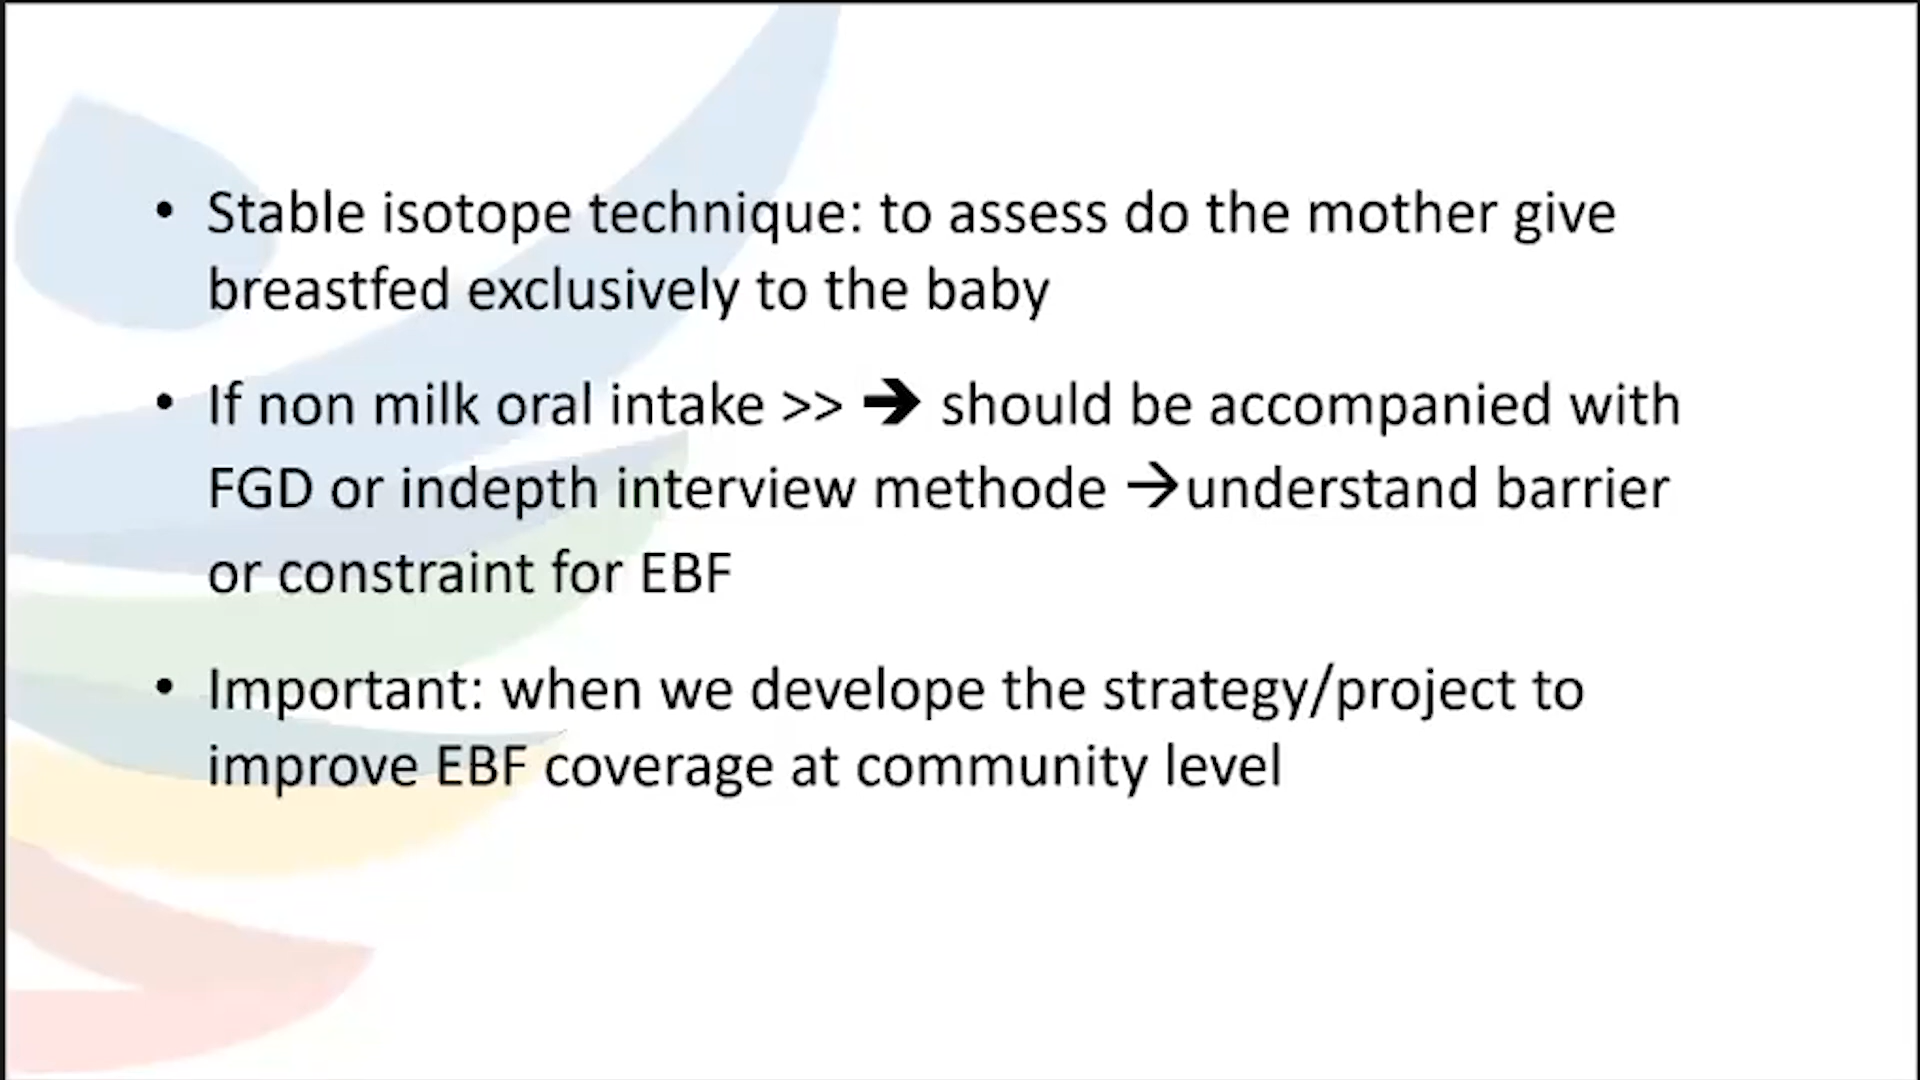 • Stable isotope technique: to assess do the mother give
breastfed exclusively to the baby
• If non milk oral intake >> ➔ should be accompanied with
FGD or indepth interview methode →understand barrier
or constraint for EBF
• Important: when we develope the strategy/project to
improve EBF coverage at community level